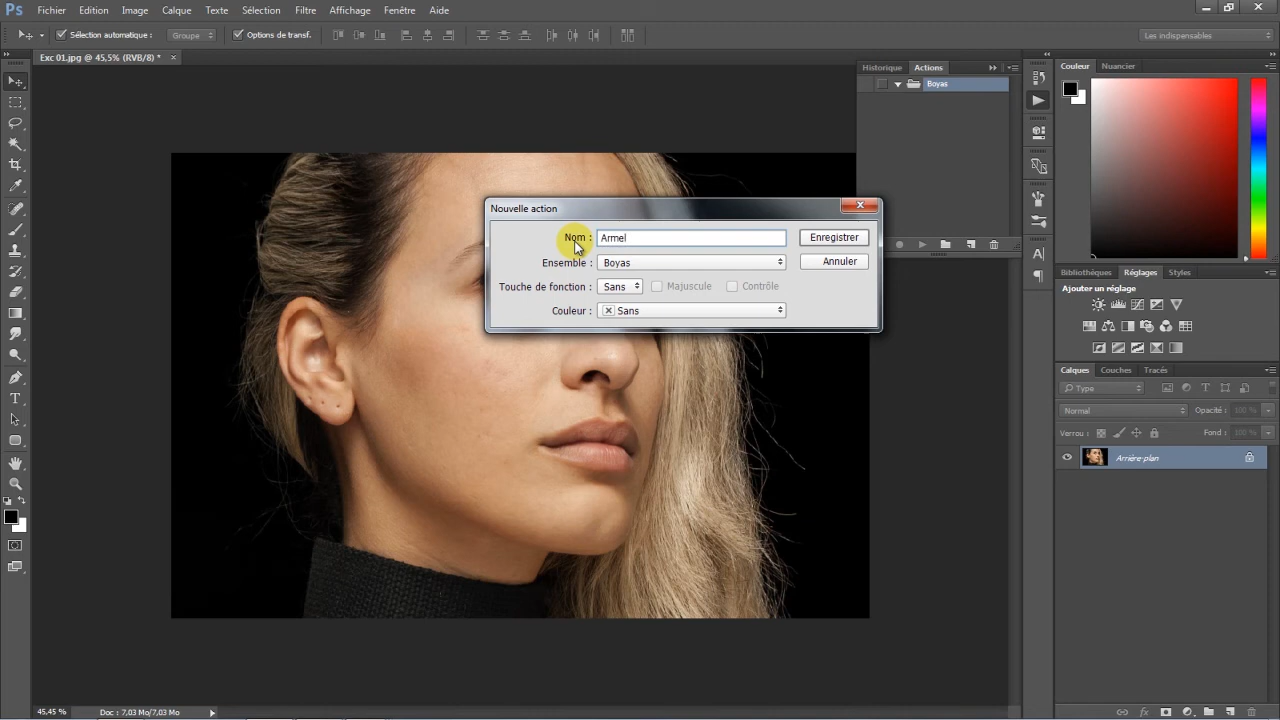 Ps Fichier Edition Image Calque Texte Sélection Filtre Affichage Fenêtre Aide
Sélection automatique : Groupe Options de transf. Les indispensables
Exc 01.jpg @ 45,5% (RVB/8) *
Historique Actions
Boyas
Couleur Nuancier
Nouvelle action
Nom : Armel Enregistrer
Ensemble : Boyas Annuler
Touche de fonction : Sans Majuscule Contrôle
Couleur : Sans
Bibliothèques Réglages Styles
Ajouter un réglage
Calques Couches Tracés
Type
Normal Opacité : 100 %
Verrou : Fond : 100 %
Arrière-plan
45,45 % Doc : 7,03 Mo/7,03 Mo